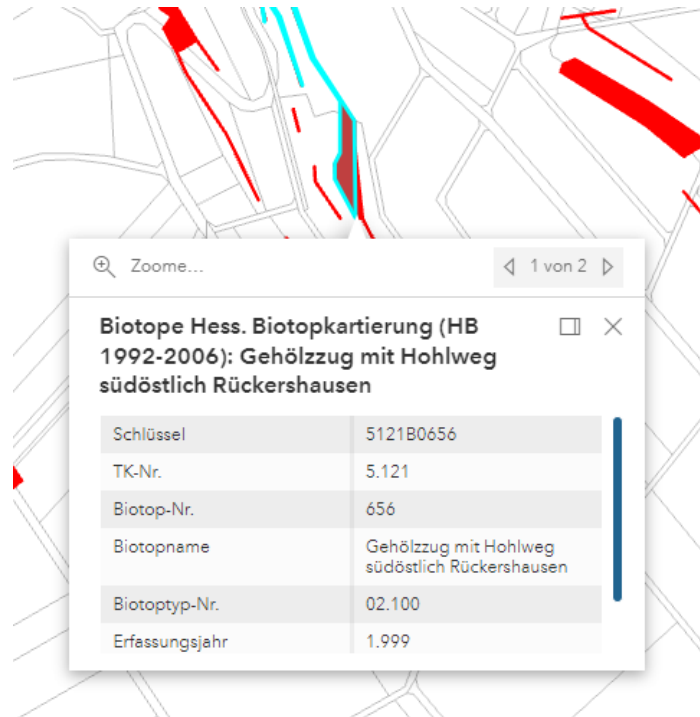 Zoome...
1 von 2
Biotope Hess. Biotopkartierung (HB
1992-2006): Gehölzzug mit Hohlweg
südöstlich Rückershausen
Schlüssel 5121B0656
TK-Nr. 5.121
Biotop-Nr. 656
Biotopname Gehölzzug mit Hohlweg
südöstlich Rückershausen
Biotoptyp-Nr. 02.100
Erfassungsjahr 1.999